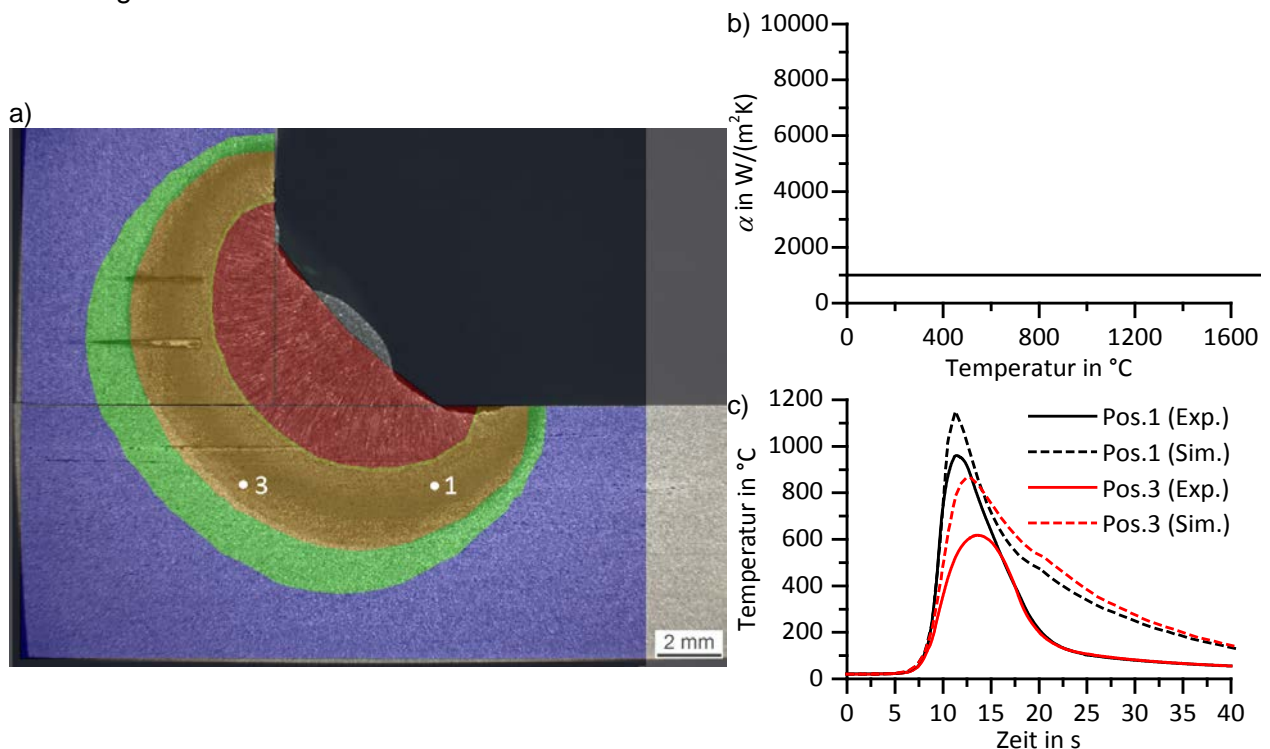 b)
10000
8000
6000
4000
2000
0
α in W/(m²K)
0 400 800 1200 1600
Temperatur in °C
a)
3
1
2 mm
c)
1200
1000
800
600
400
200
0
Temperatur in °C
Pos.1 (Exp.)
Pos.1 (Sim.)
Pos.3 (Exp.)
Pos.3 (Sim.)
0 5 10 15 20 25 30 35 40
Zeit in s